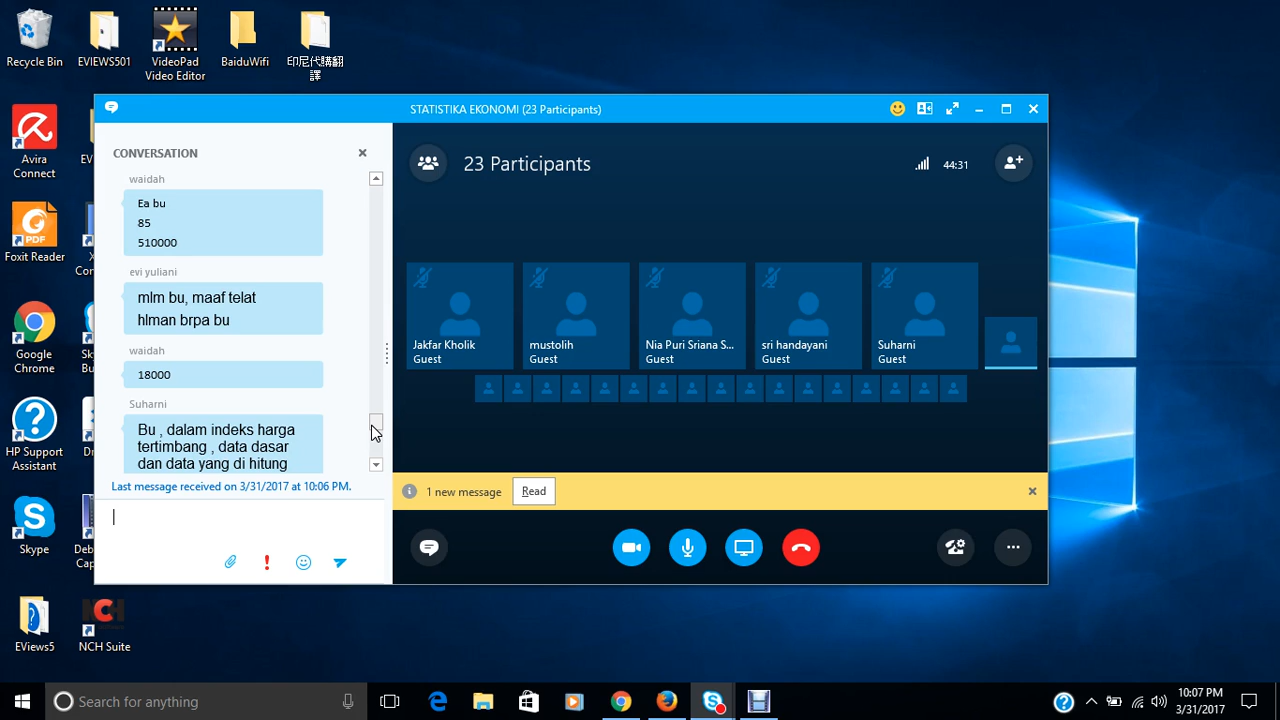 Recycle Bin
EVIEWS501
VideoPad
Video Editor
BaiduWifi
印尼代購翻
譯
Avira
Connect
Foxit Reader
Google
Chrome
HP Support
Assistant
Skype
EViews5
NCH Suite
STATISTIKA EKONOMI (23 Participants)
CONVERSATION
waidah
Ea bu
85
510000
evi yuliani
mlm bu, maaf telat
hlman brpa bu
waidah
18000
Suharni
Bu , dalam indeks harga
tertimbang , data dasar
dan data yang di hitung
Last message received on 3/31/2017 at 10:06 PM.
23 Participants
44:31
Jakfar Kholik
Guest
mustolih
Guest
Nia Puri Sriana S...
Guest
sri handayani
Guest
Suharni
Guest
1 new message
Read
Search for anything
10:07 PM
3/31/2017